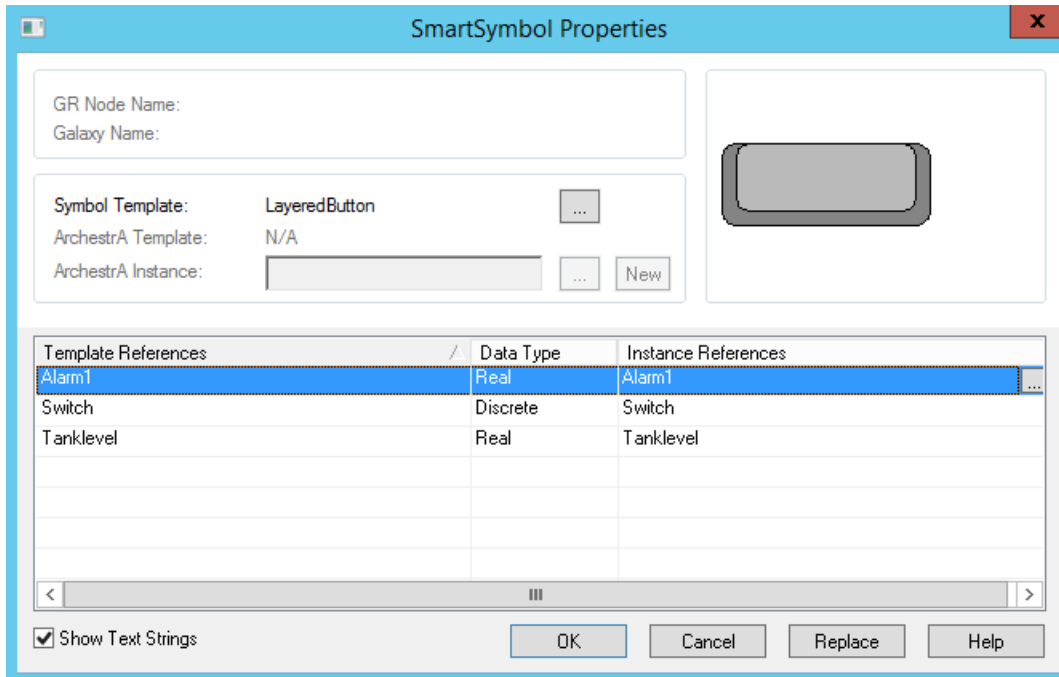 SmartSymbol Properties
x
GR Node Name:
Galaxy Name:
Symbol Template: LayeredButton ...
ArchestrA Template: N/A
ArchestrA Instance: ... New
Template References Data Type Instance References
Alarm1 Real Alarm1 ...
Switch Discrete Switch
Tanklevel Real Tanklevel
Show Text Strings OK Cancel Replace Help